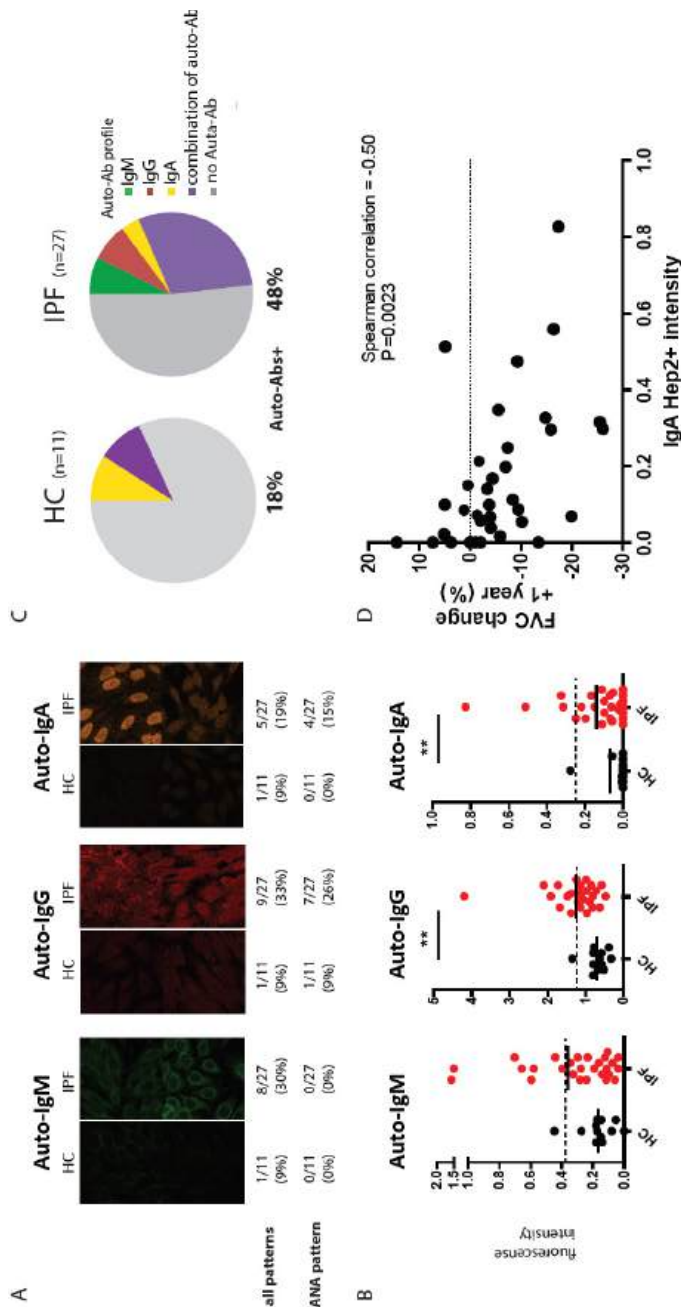 A
Auto-IgM
Auto-IgG
Auto-IgA
HC
IPF
HC
IPF
HC
IPF
all patterns
1/11
(9%)
8/27
(30%)
1/11
(9%)
9/27
(33%)
1/11
(9%)
5/27
(19%)
ANA pattern
0/11
(0%)
0/27
(0%)
1/11
(9%)
7/27
(26%)
0/11
(0%)
4/27
(15%)
B
fluorescense
intensity
Auto-IgM
2.0
1.5
1.0
0.8
0.6
0.4
0.2
0.0
HC
IPF
Auto-IgG
**
5
4
3
2
1
0
HC
IPF
Auto-IgA
**
1.0
0.8
0.6
0.4
0.2
0.0
HC
IPF
C
HC (n=11)
IPF (n=27)
Auto-Ab profile
IgM
IgG
IgA
combination of auto-Ab
no Auta-Ab
18%
Auto-Abs+
48%
D
Spearman correlation = -0.50
P=0.0023
FVC change
+1 year (%)
20
10
0
-10
-20
-30
0.0
0.2
0.4
0.6
0.8
1.0
IgA Hep2+ intensity